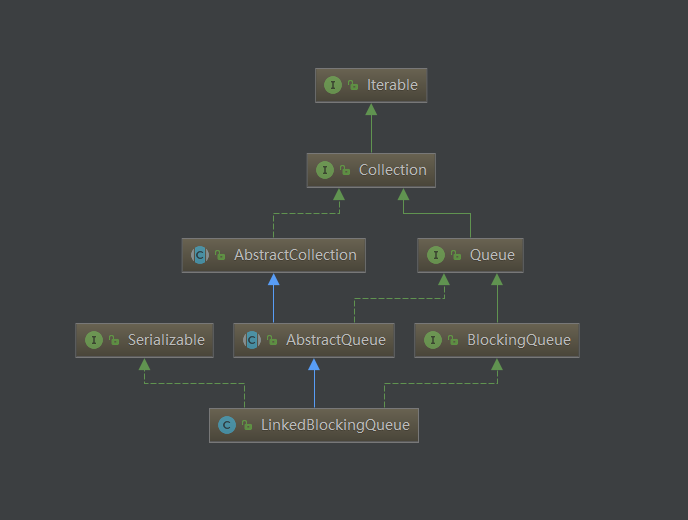 I Iterable
I Collection
C AbstractCollection
I Queue
I Serializable
C AbstractQueue
I BlockingQueue
C LinkedBlockingQueue